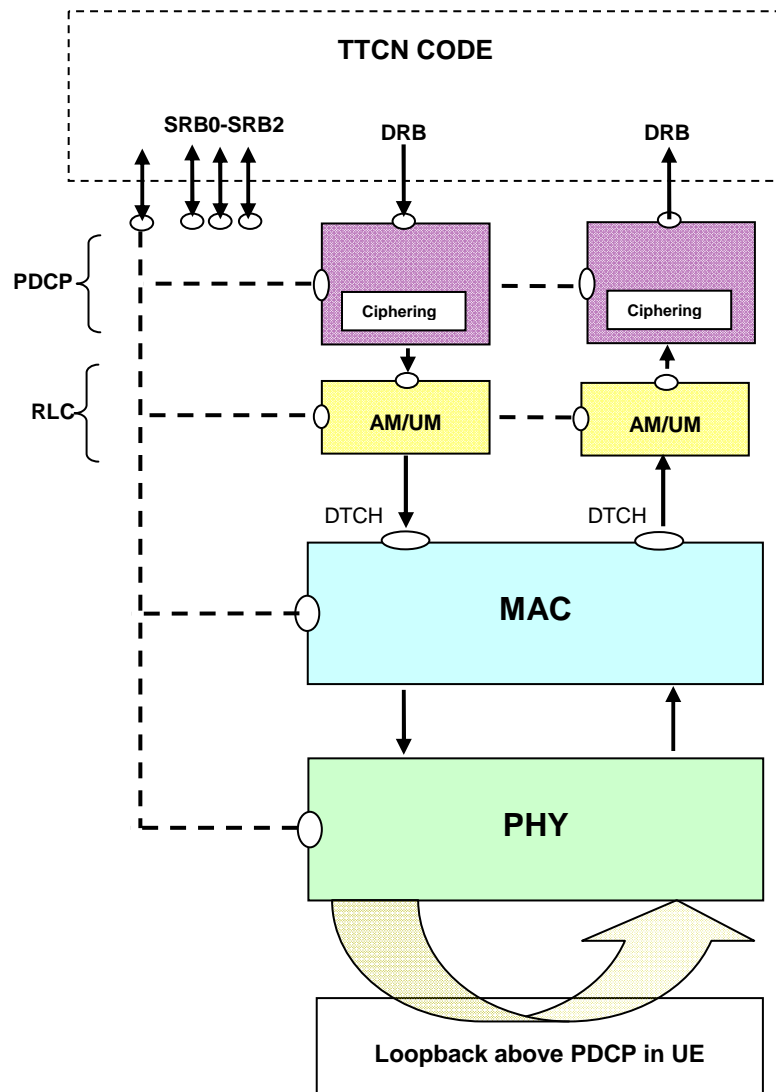 TTCN CODE
SRB0-SRB2
DRB
DRB
PDCP
Ciphering
Ciphering
RLC
AM/UM
AM/UM
DTCH
DTCH
MAC
PHY
Loopback above PDCP in UE